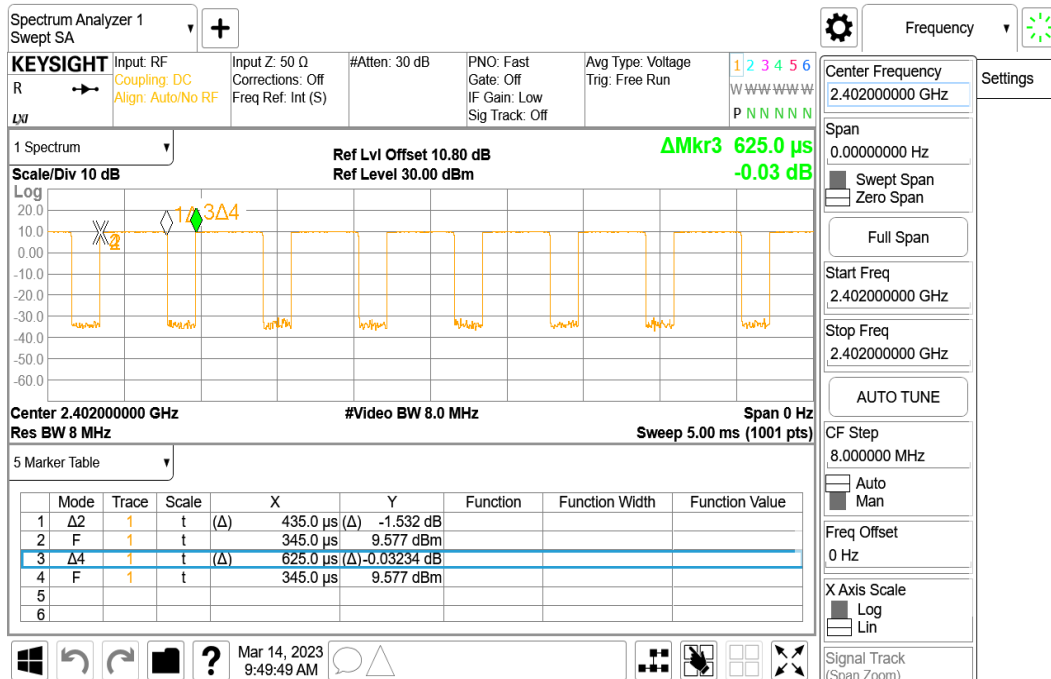 Spectrum Analyzer 1
Swept SA
Frequency
KEYSIGHT
R
LXI
Input: RF
Coupling: DC
Align: Auto/No RF
Input Z: 50 Ω
Corrections: Off
Freq Ref: Int (S)
#Atten: 30 dB
PNO: Fast
Gate: Off
IF Gain: Low
Sig Track: Off
Avg Type: Voltage
Trig: Free Run
1 2 3 4 5 6
W W W W W W
P N N N N N
1 Spectrum
Scale/Div 10 dB
Ref Lvl Offset 10.80 dB
Ref Level 30.00 dBm
ΔMkr3 625.0 µs
-0.03 dB
Log
20.0
10.0
0.00
-10.0
-20.0
-30.0
-40.0
-50.0
-60.0
3Δ4
Center 2.402000000 GHz
#Video BW 8.0 MHz
Span 0 Hz
Res BW 8 MHz
Sweep 5.00 ms (1001 pts)
5 Marker Table
Mode Trace Scale X Y Function Function Width Function Value
1 Δ2 1 t (Δ) 435.0 µs (Δ) -1.532 dB
2 F 1 t 345.0 µs 9.577 dBm
3 Δ4 1 t (Δ) 625.0 µs (Δ) -0.03234 dB
4 F 1 t 345.0 µs 9.577 dBm
5
6
?
Mar 14, 2023
9:49:49 AM
Center Frequency
2.402000000 GHz
Settings
Span
0.00000000 Hz
Swept Span
Zero Span
Full Span
Start Freq
2.402000000 GHz
Stop Freq
2.402000000 GHz
AUTO TUNE
CF Step
8.000000 MHz
Auto
Man
Freq Offset
0 Hz
X Axis Scale
Log
Lin
Signal Track
(Span Zoom)